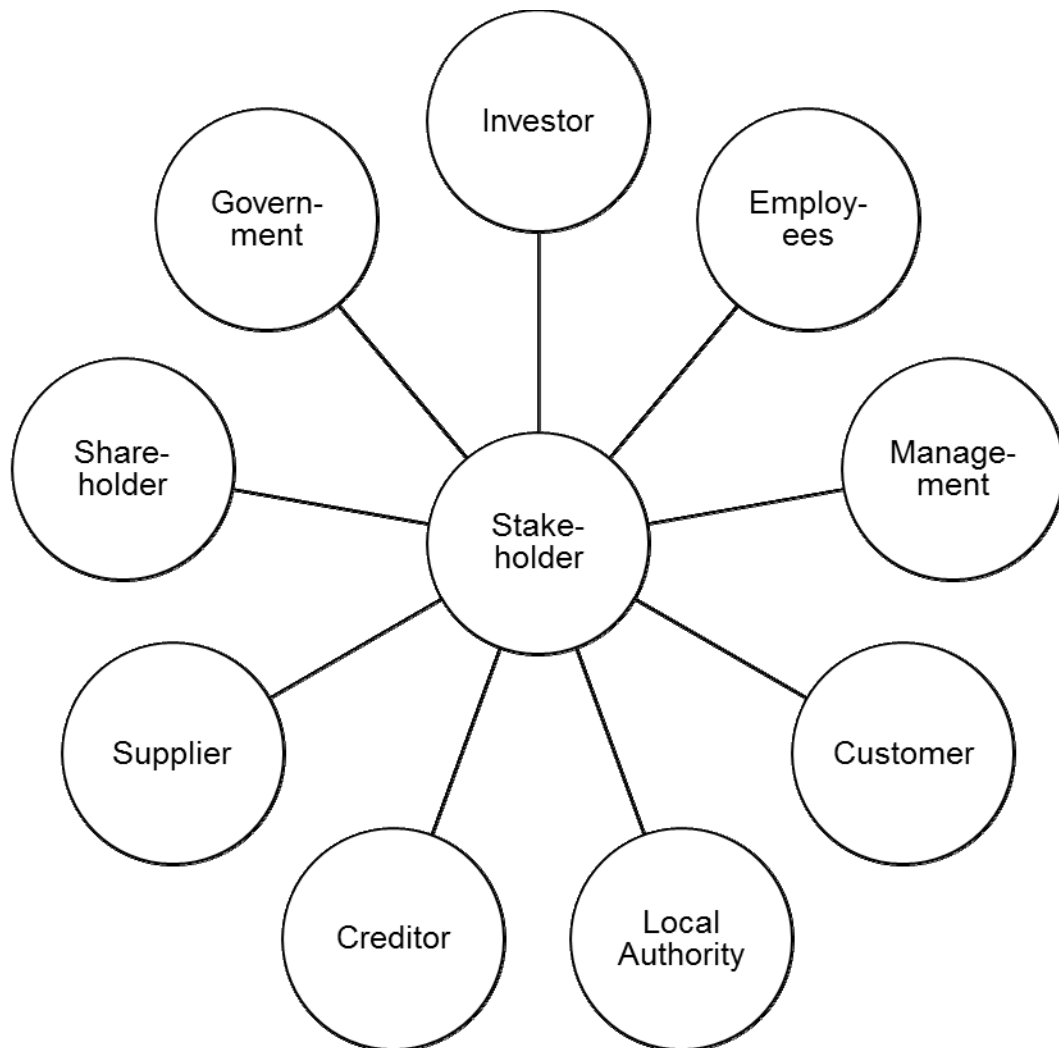 Investor
Govern-
ment
Employ-
ees
Share-
holder
Manage-
ment
Stake-
holder
Supplier
Customer
Creditor
Local
Authority